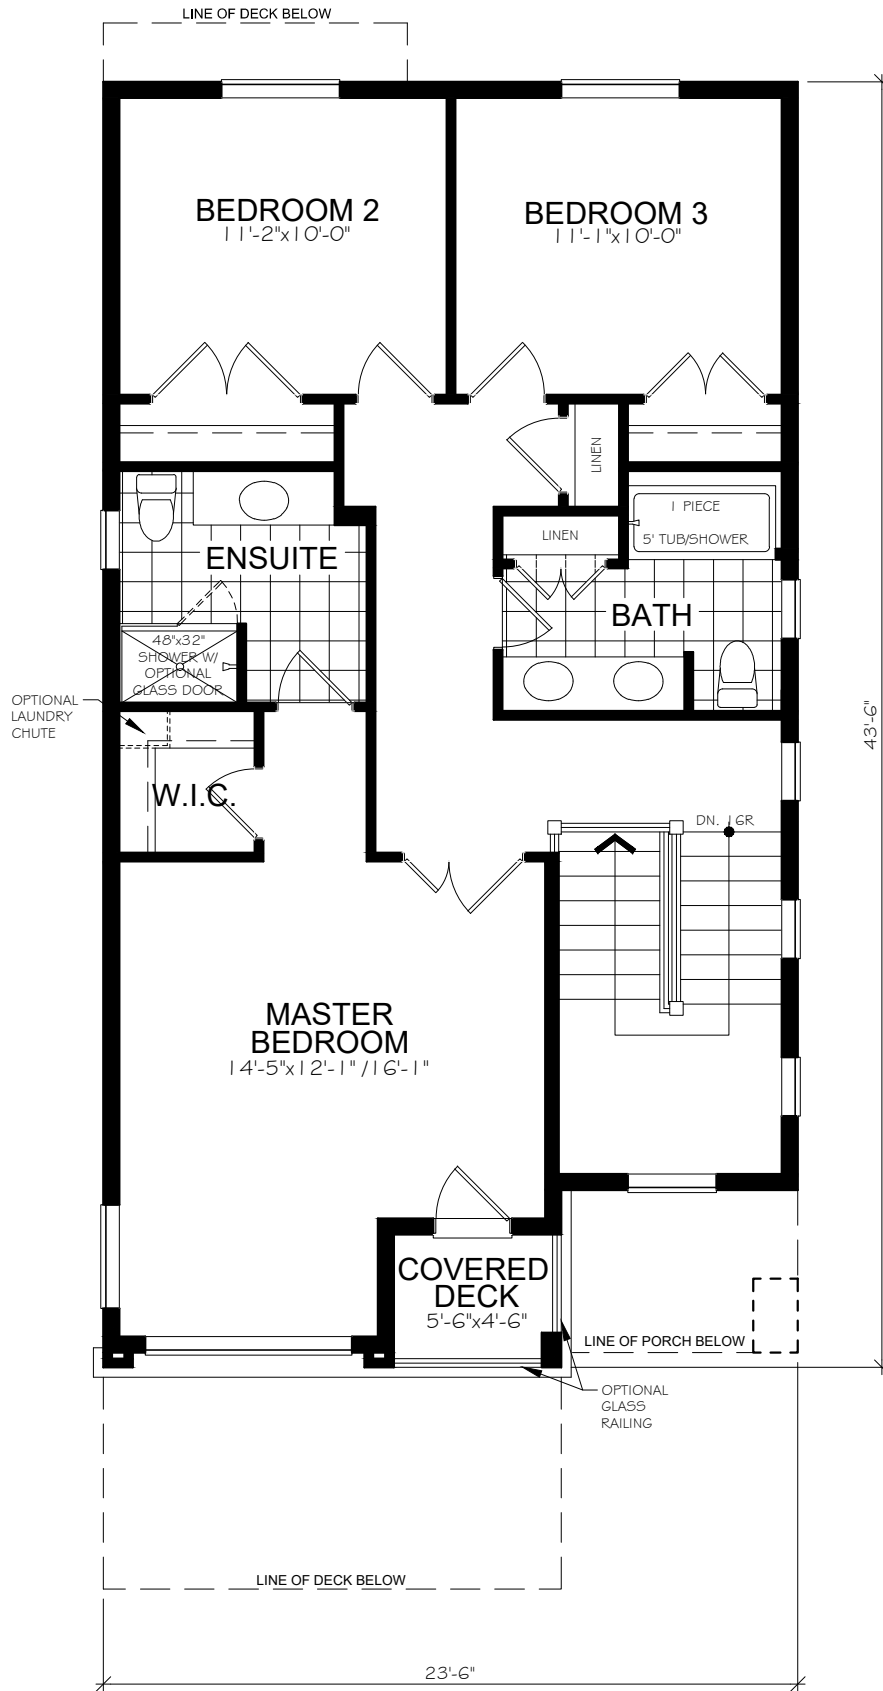 LINE OF DECK BELOW
BEDROOM 2
11'-2"x10'-0"
BEDROOM 3
11'-1"x10'-0"
LINEN
1 PIECE
5' TUB/SHOWER
LINEN
ENSUITE
BATH
48"x32"
SHOWER W/
OPTIONAL
GLASS DOOR
OPTIONAL
LAUNDRY
CHUTE
43'-6"
W.I.C.
DN. 16R
MASTER
BEDROOM
14'-5"x12'-1" /16'-1"
COVERED
DECK
5'-6"x4'-6"
LINE OF PORCH BELOW
OPTIONAL
GLASS
RAILING
LINE OF DECK BELOW
23'-6"